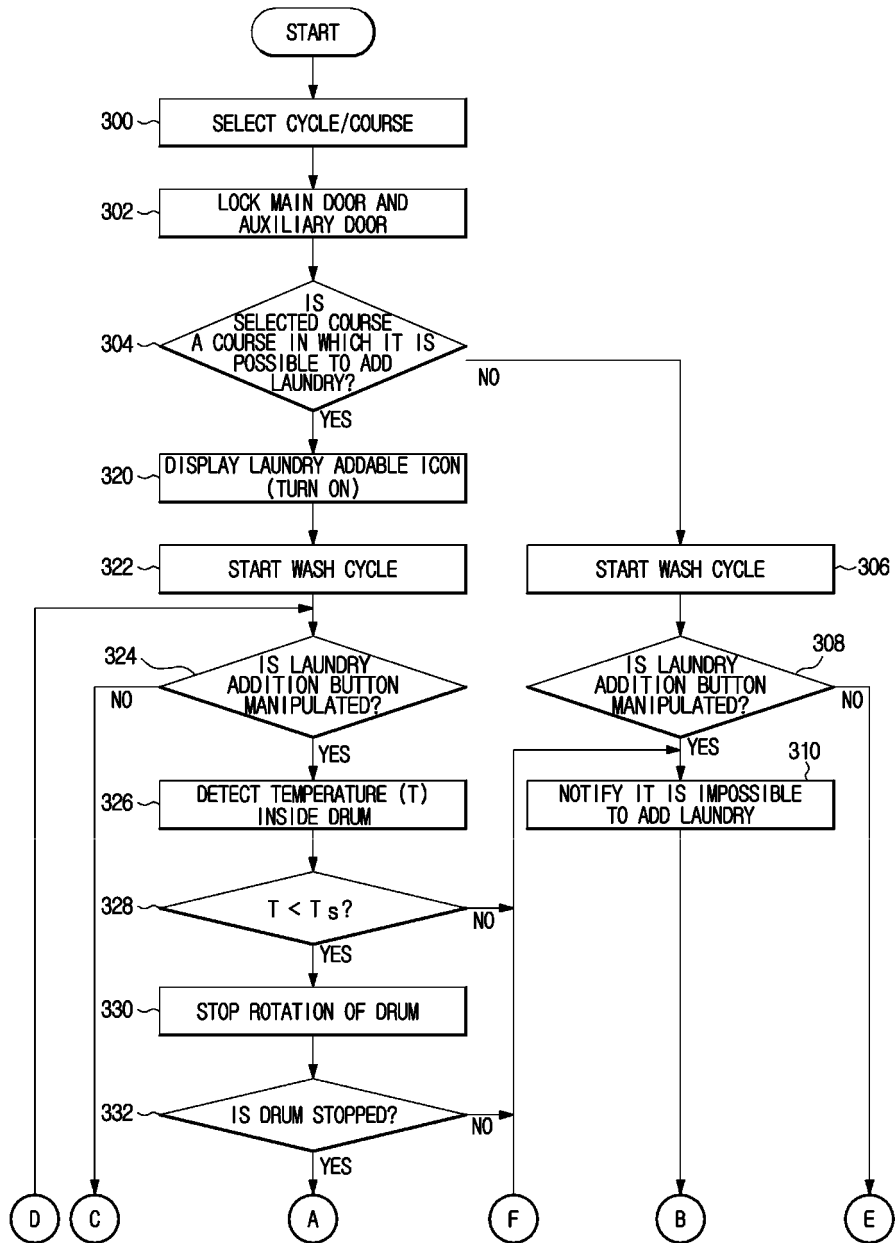 START
300
SELECT CYCLE/COURSE
302
LOCK MAIN DOOR AND
AUXILIARY DOOR
304
IS
SELECTED COURSE
A COURSE IN WHICH IT IS
POSSIBLE TO ADD
LAUNDRY?
NO
YES
320
DISPLAY LAUNDRY ADDABLE ICON
(TURN ON)
322
START WASH CYCLE
START WASH CYCLE
306
324
IS LAUNDRY
ADDITION BUTTON
MANIPULATED?
NO
YES
308
IS LAUNDRY
ADDITION BUTTON
MANIPULATED?
NO
YES
326
DETECT TEMPERATURE (T)
INSIDE DRUM
310
NOTIFY IT IS IMPOSSIBLE
TO ADD LAUNDRY
328
T < Ts?
NO
YES
330
STOP ROTATION OF DRUM
332
IS DRUM STOPPED?
NO
YES
D
C
A
F
B
E